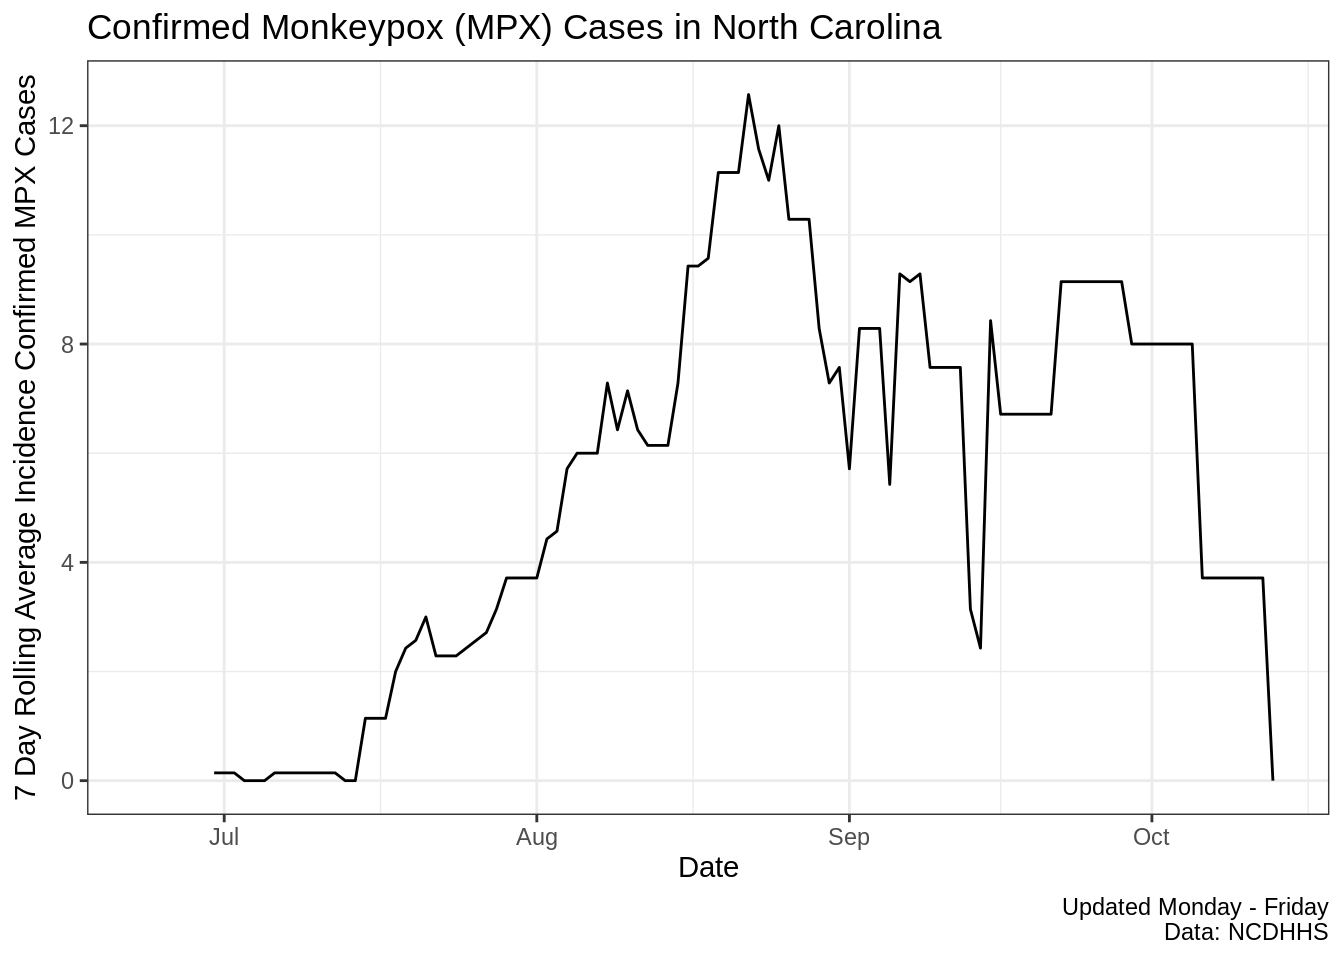 Confirmed Monkeypox (MPX) Cases in North Carolina
7 Day Rolling Average Incidence Confirmed MPX Cases
12
8
4
0
Jul Aug Sep Oct
Date
Updated Monday - Friday
Data: NCDHHS